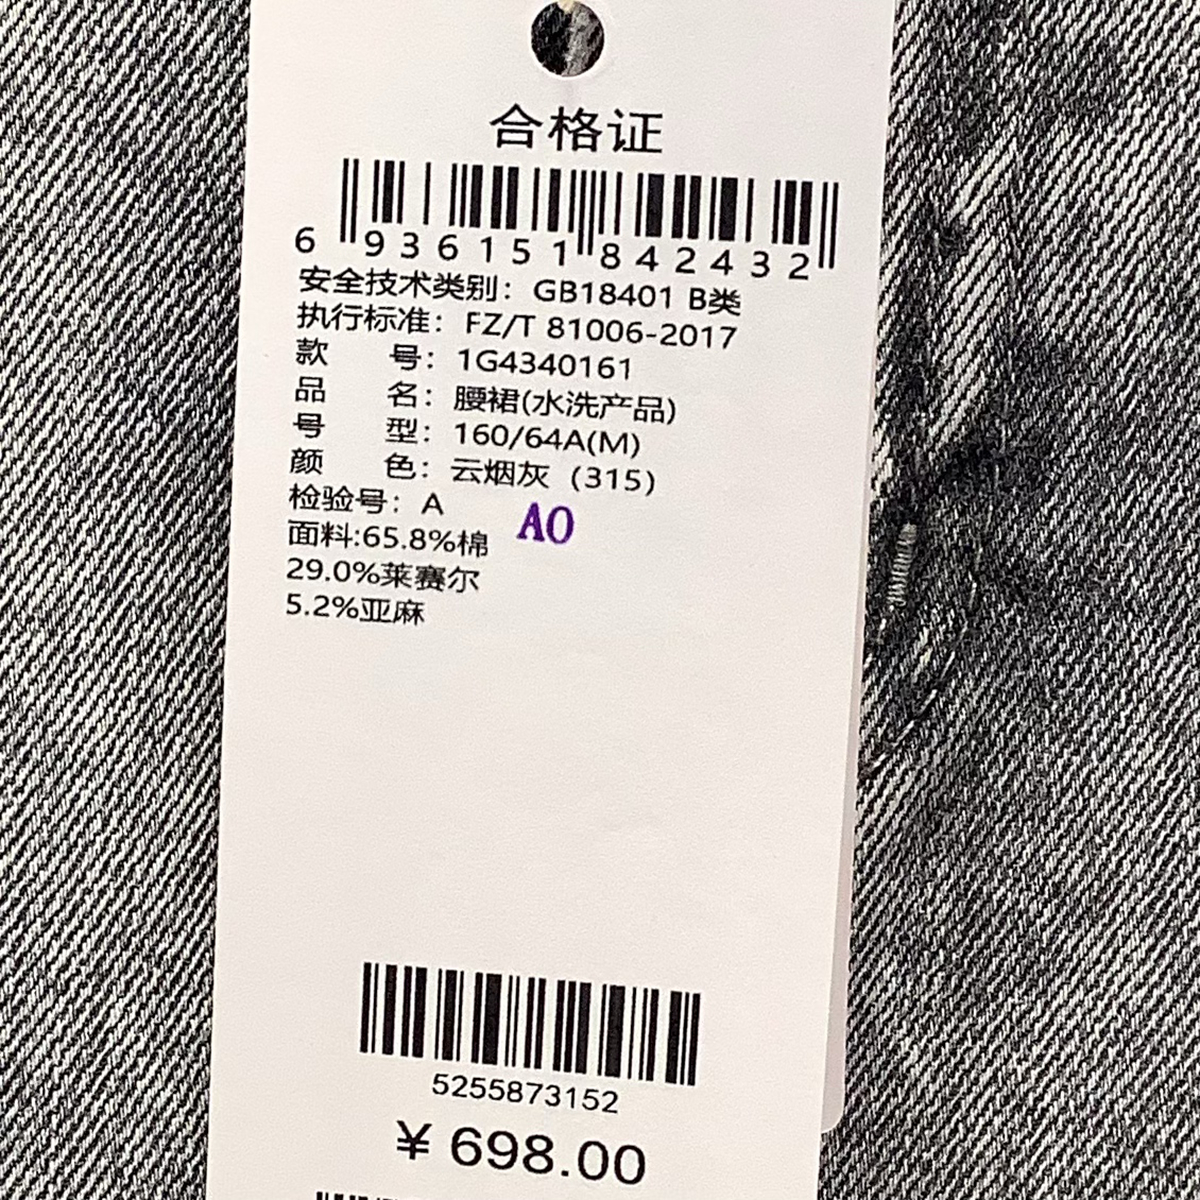 合格证
6 936151 842432
安全技术类别：GB18401 B类
执行标准：FZ/T 81006-2017
款 号：1G4340161
品 名：腰裙(水洗产品)
号 型：160/64A(M)
颜 色：云烟灰（315）
检验号：A
AO
面料:65.8%棉
29.0%莱赛尔
5.2%亚麻
5255873152
¥ 698.00